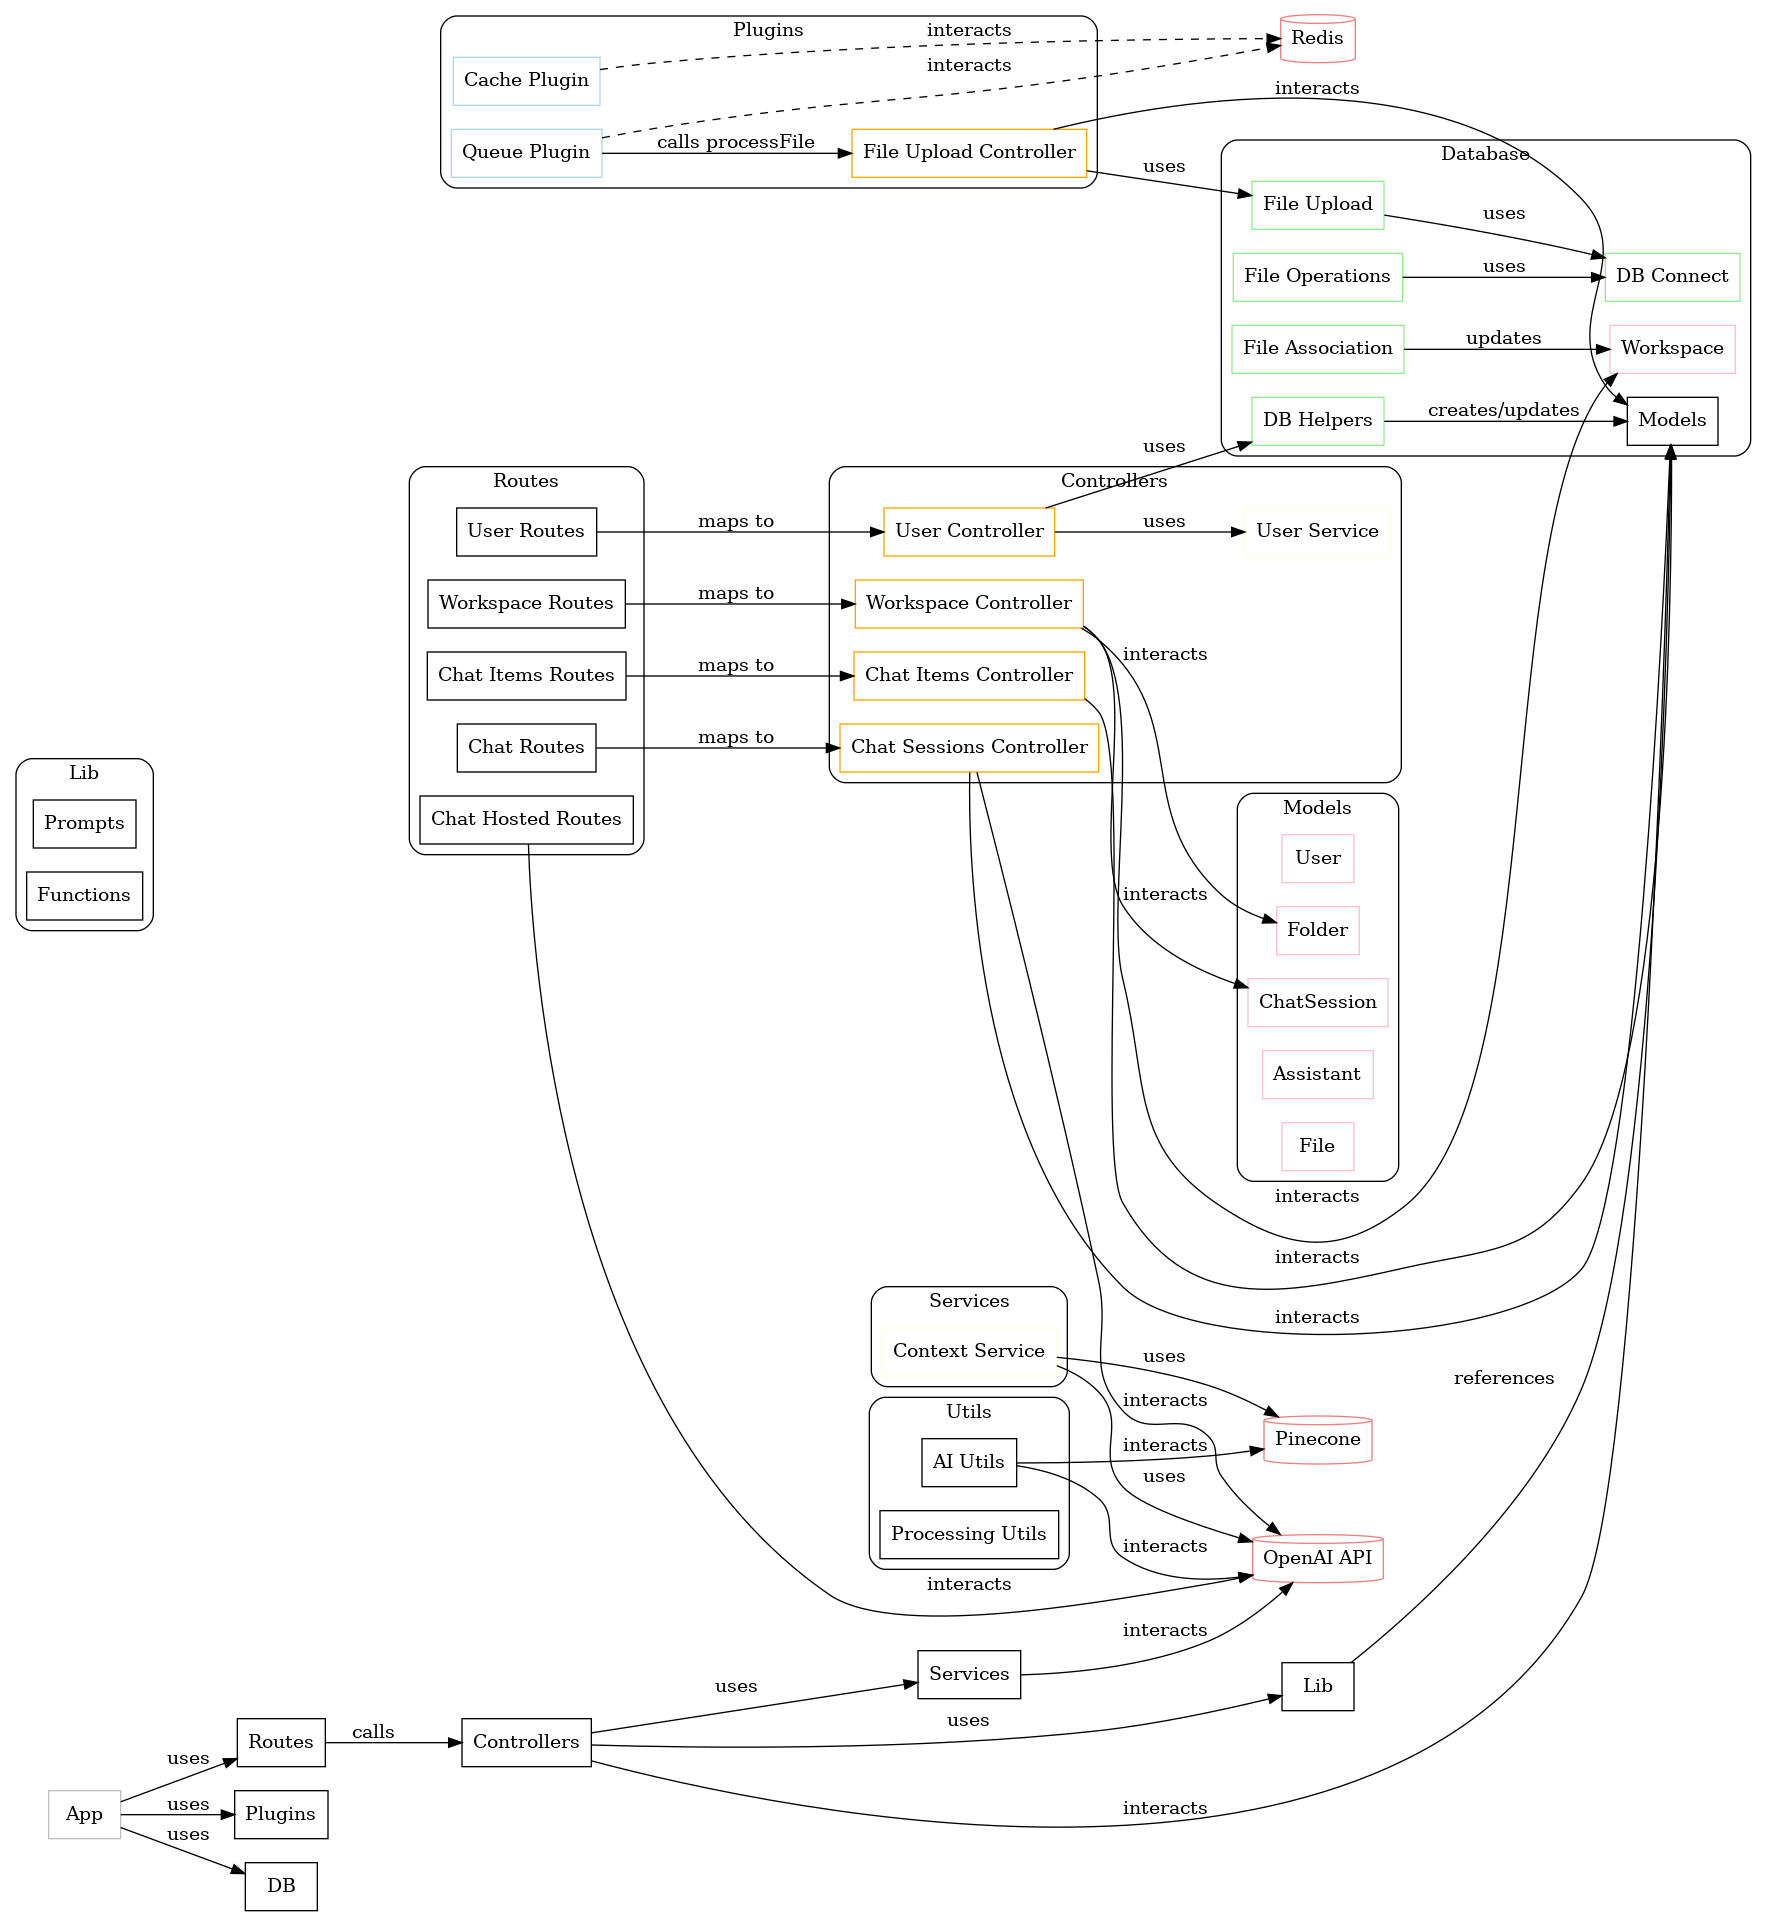 Plugins
interacts
Redis
Cache Plugin
interacts
interacts
Queue Plugin
calls processFile
File Upload Controller
Database
uses
File Upload
uses
File Operations
uses
DB Connect
File Association
updates
Workspace
DB Helpers
creates/updates
Models
uses
Routes
Controllers
User Routes
maps to
User Controller
uses
User Service
Workspace Routes
maps to
Workspace Controller
interacts
Chat Items Routes
maps to
Chat Items Controller
Chat Routes
maps to
Chat Sessions Controller
Lib
Prompts
Chat Hosted Routes
Models
User
Functions
interacts
Folder
ChatSession
Assistant
File
interacts
interacts
interacts
Services
Context Service
uses
references
interacts
Utils
Pinecone
AI Utils
interacts
uses
Processing Utils
interacts
OpenAI API
interacts
interacts
Services
Lib
uses
uses
Routes
calls
Controllers
uses
App
uses
Plugins
interacts
uses
DB